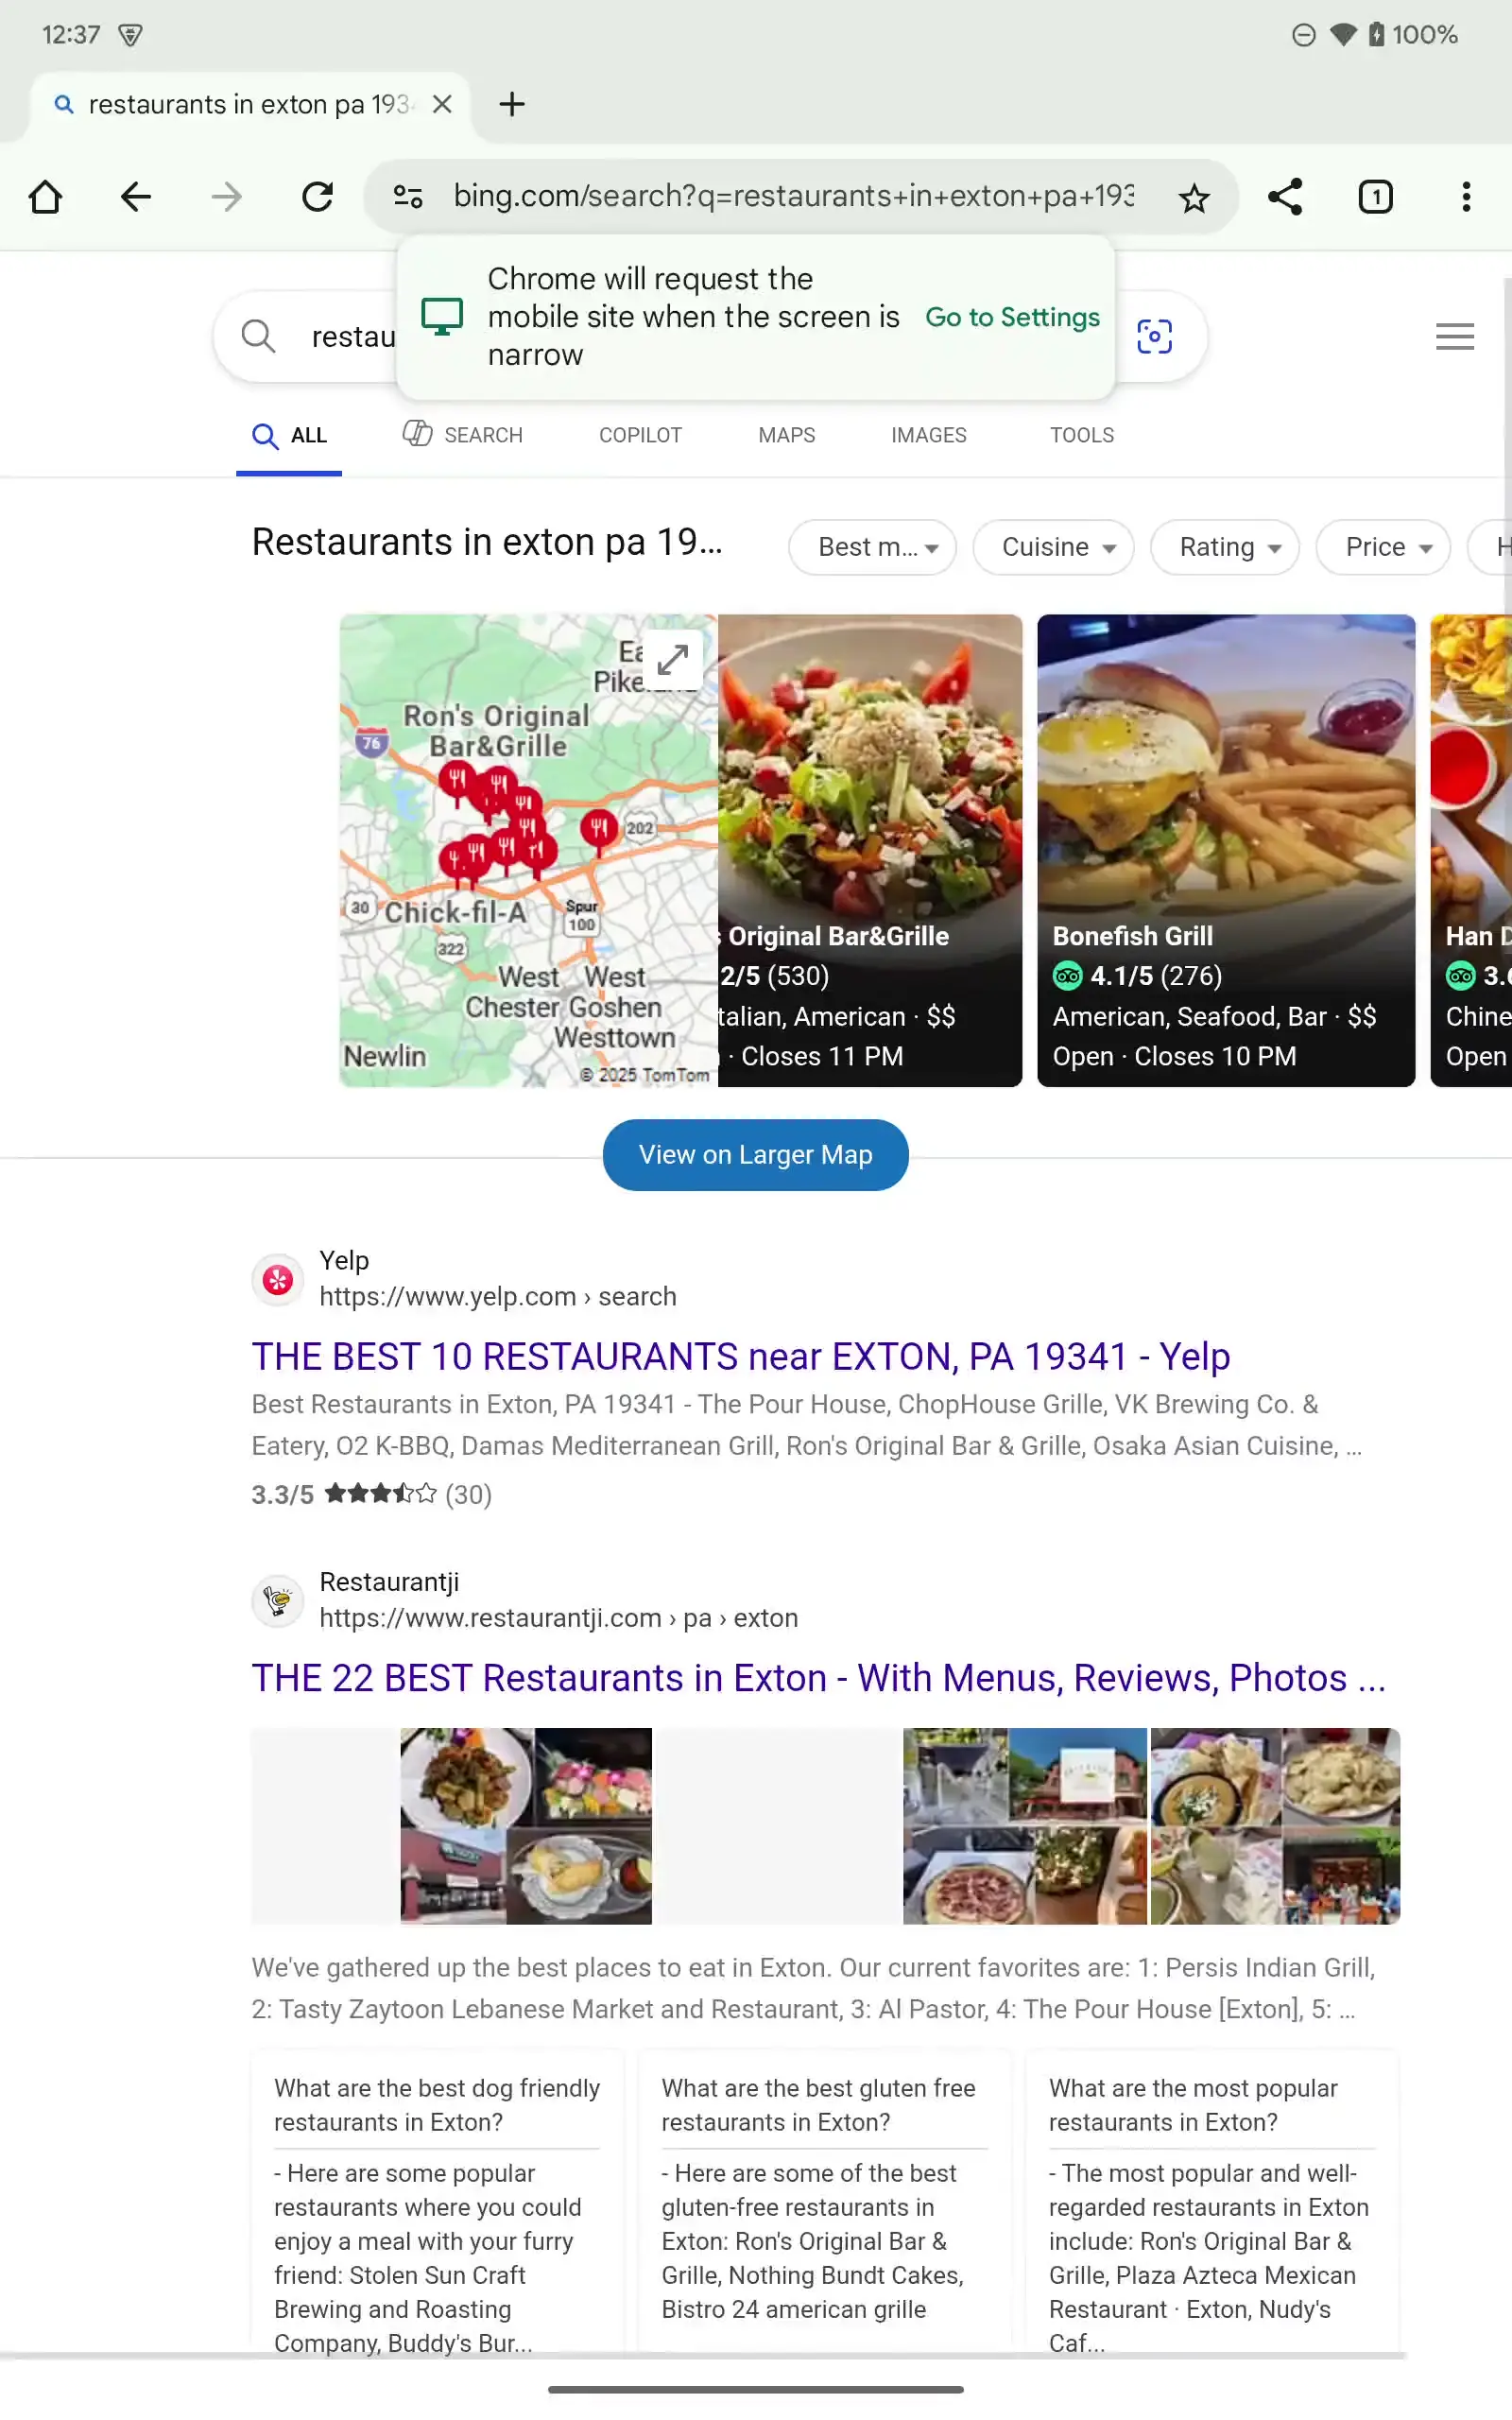 12:37
100%
restaurants in exton pa 193
bing.com/search?q=restaurants+in+exton+pa+193
Chrome will request the
mobile site when the screen is
narrow
Go to Settings
restau
ALL
SEARCH
COPILOT
MAPS
IMAGES
TOOLS
Restaurants in exton pa 19...
Best m...
Cuisine
Rating
Price
H
Ea
Pike
Ron's Original
Bar&Grille
76
202
30
Chick-fil-A
Spur
100
322
West West
Chester Goshen
Westtown
Newlin
© 2025 TomTom
s Original Bar&Grille
2/5 (530)
talian, American · $$
· Closes 11 PM
Bonefish Grill
4.1/5 (276)
American, Seafood, Bar · $$
Open · Closes 10 PM
Han D
3.
Chine
Open
View on Larger Map
Yelp
https://www.yelp.com › search
THE BEST 10 RESTAURANTS near EXTON, PA 19341 - Yelp
Best Restaurants in Exton, PA 19341 - The Pour House, ChopHouse Grille, VK Brewing Co. &
Eatery, O2 K-BBQ, Damas Mediterranean Grill, Ron's Original Bar & Grille, Osaka Asian Cuisine, ...
3.3/5 (30)
Restaurantji
https://www.restaurantji.com › pa › exton
THE 22 BEST Restaurants in Exton - With Menus, Reviews, Photos ...
We've gathered up the best places to eat in Exton. Our current favorites are: 1: Persis Indian Grill,
2: Tasty Zaytoon Lebanese Market and Restaurant, 3: Al Pastor, 4: The Pour House [Exton], 5: ...
What are the best dog friendly
restaurants in Exton?
- Here are some popular
restaurants where you could
enjoy a meal with your furry
friend: Stolen Sun Craft
Brewing and Roasting
Company, Buddy's Bur...
What are the best gluten free
restaurants in Exton?
- Here are some of the best
gluten-free restaurants in
Exton: Ron's Original Bar &
Grille, Nothing Bundt Cakes,
Bistro 24 american grille
What are the most popular
restaurants in Exton?
- The most popular and well-
regarded restaurants in Exton
include: Ron's Original Bar &
Grille, Plaza Azteca Mexican
Restaurant · Exton, Nudy's
Caf...